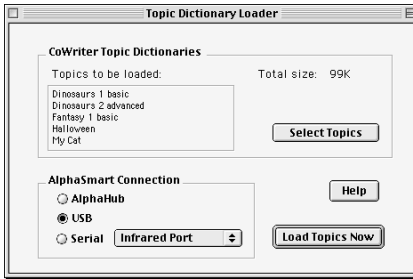 Topic Dictionary Loader
CoWriter Topic Dictionaries
Topics to be loaded: Total size: 99K
Dinosaurs 1 basic
Dinosaurs 2 advanced
Fantasy 1 basic
Halloween
My Cat
Select Topics
AlphaSmart Connection
AlphaHub
USB
Serial Infrared Port
Help
Load Topics Now